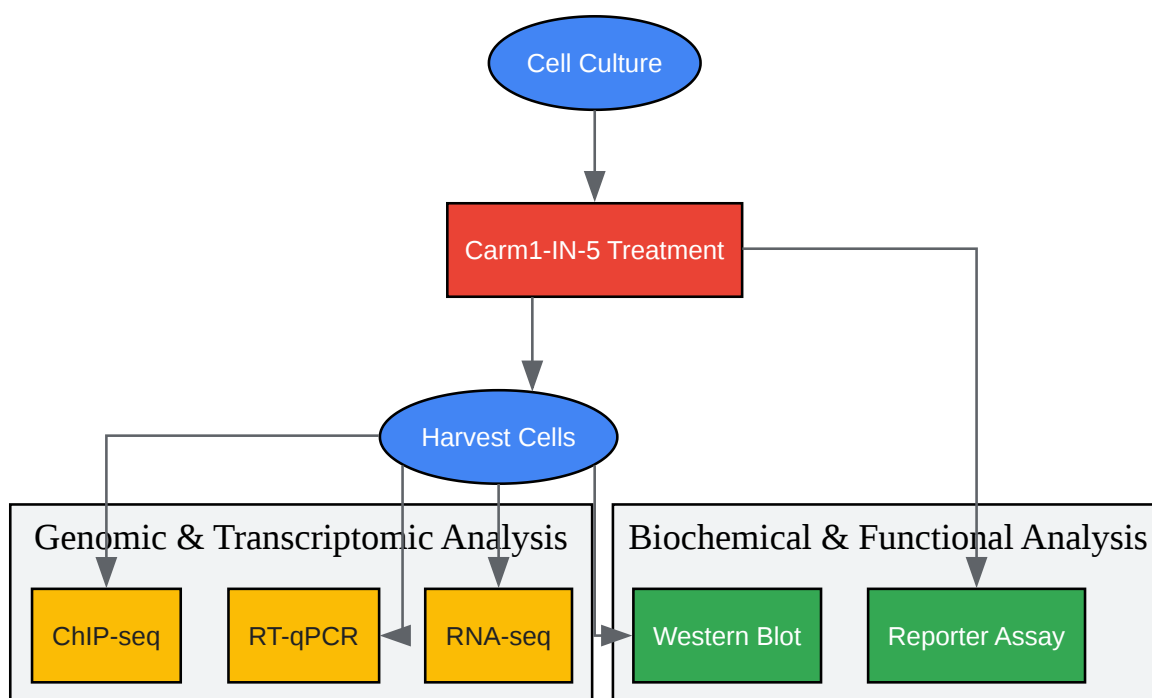 Cell Culture
Carm1-IN-5 Treatment
Harvest Cells
Genomic & Transcriptomic Analysis
Biochemical & Functional Analysis
ChIP-seq
RT-qPCR
RNA-seq
Western Blot
Reporter Assay